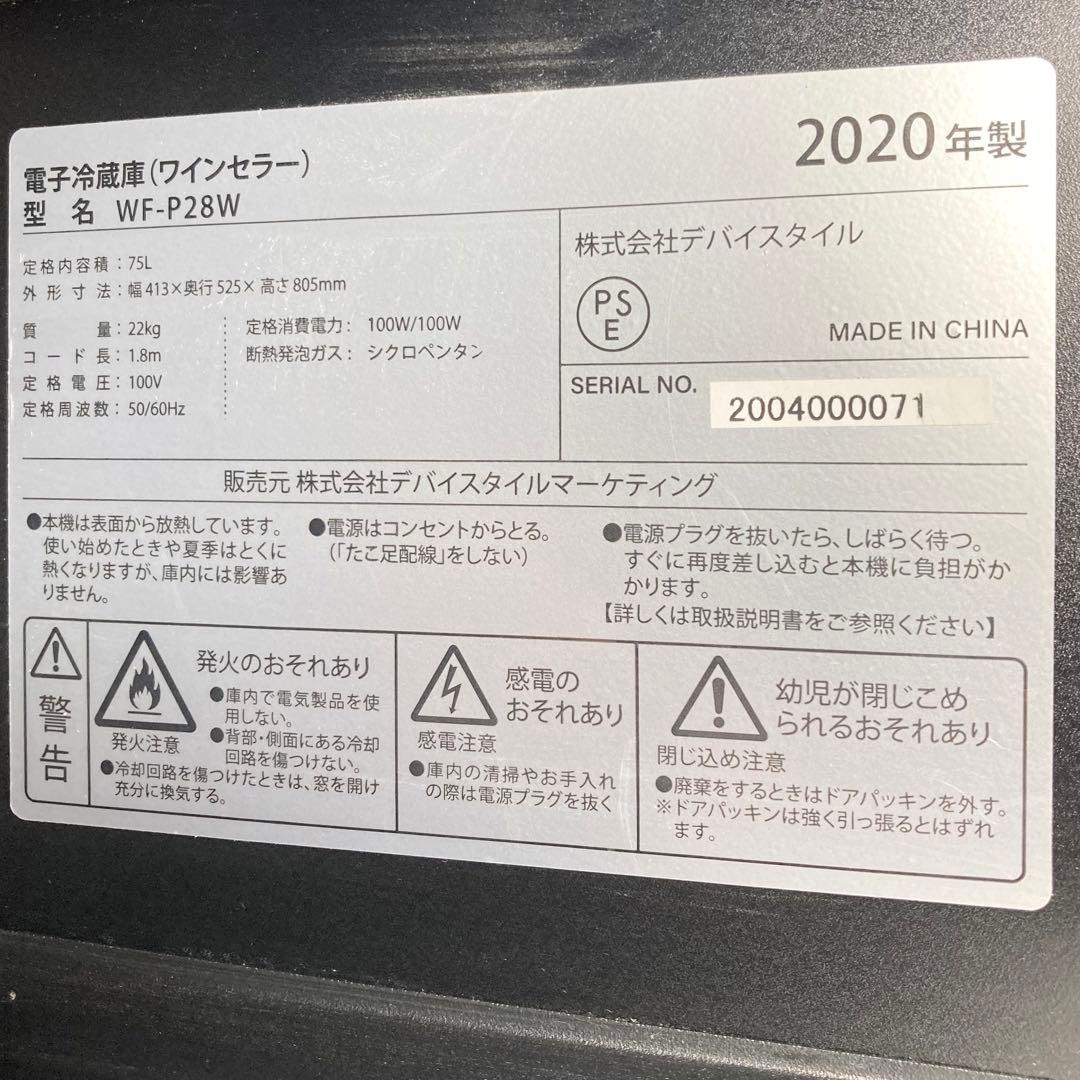 電子冷蔵庫(ワインセラー)
2020年製
型 名 WF-P28W
定格内容積:75L
外形寸法:幅413×奥行525×高さ805mm
質 量:22kg
コード長:1.8m
定格電圧:100V
定格周波数:50/60Hz
定格消費電力: 100W/100W
断熱発泡ガス: シクロペンタン
株式会社デバイスタイル
PS
E
MADE IN CHINA
SERIAL NO.
2004000071
販売元 株式会社デバイスタイルマーケティング
●本機は表面から放熱しています。
使い始めたときや夏季はとくに
熱くなりますが、庫内には影響あ
りません。
●電源はコンセントからとる。
(「たこ足配線」をしない)
●電源プラグを抜いたら、しばらく待つ。
すぐに再度差し込むと本機に負担がか
かります。
【詳しくは取扱説明書をご参照ください】
警告
発火のおそれあり
発火注意
●庫内で電気製品を使
用しない。
●背部・側面にある冷却
回路を傷つけない。
●冷却回路を傷つけたときは、窓を開け
充分に換気する。
感電の
おそれあり
感電注意
●庫内の清掃やお手入れ
の際は電源プラグを抜く
幼児が閉じこめ
られるおそれあり
閉じ込め注意
●廃棄をするときはドアパッキンを外す。
※ドアパッキンは強く引っ張るとはずれ
ます。